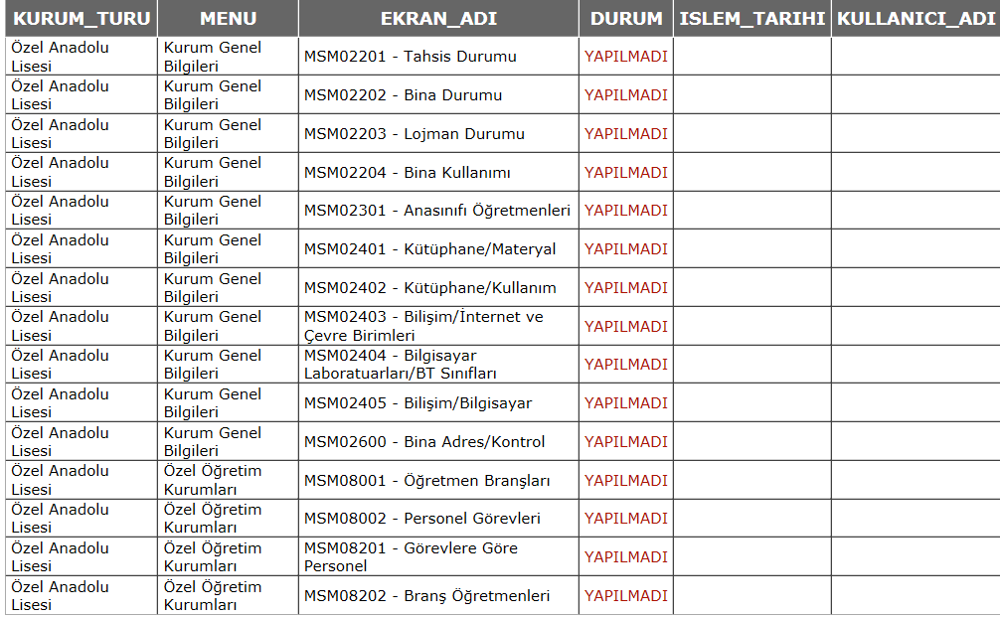 KURUM_TURU MENU EKRAN_ADI DURUM ISLEM_TARIHI KULLANICI_ADI
Özel Anadolu Lisesi Kurum Genel Bilgileri MSM02201 - Tahsis Durumu YAPILMADI
Özel Anadolu Lisesi Kurum Genel Bilgileri MSM02202 - Bina Durumu YAPILMADI
Özel Anadolu Lisesi Kurum Genel Bilgileri MSM02203 - Lojman Durumu YAPILMADI
Özel Anadolu Lisesi Kurum Genel Bilgileri MSM02204 - Bina Kullanımı YAPILMADI
Özel Anadolu Lisesi Kurum Genel Bilgileri MSM02301 - Anasınıfı Öğretmenleri YAPILMADI
Özel Anadolu Lisesi Kurum Genel Bilgileri MSM02401 - Kütüphane/Materyal YAPILMADI
Özel Anadolu Lisesi Kurum Genel Bilgileri MSM02402 - Kütüphane/Kullanım YAPILMADI
Özel Anadolu Lisesi Kurum Genel Bilgileri MSM02403 - Bilişim/İnternet ve Çevre Birimleri YAPILMADI
Özel Anadolu Lisesi Kurum Genel Bilgileri MSM02404 - Bilgisayar Laboratuarları/BT Sınıfları YAPILMADI
Özel Anadolu Lisesi Kurum Genel Bilgileri MSM02405 - Bilişim/Bilgisayar YAPILMADI
Özel Anadolu Lisesi Kurum Genel Bilgileri MSM02600 - Bina Adres/Kontrol YAPILMADI
Özel Anadolu Lisesi Özel Öğretim Kurumları MSM08001 - Öğretmen Branşları YAPILMADI
Özel Anadolu Lisesi Özel Öğretim Kurumları MSM08002 - Personel Görevleri YAPILMADI
Özel Anadolu Lisesi Özel Öğretim Kurumları MSM08201 - Görevlere Göre Personel YAPILMADI
Özel Anadolu Lisesi Özel Öğretim Kurumları MSM08202 - Branş Öğretmenleri YAPILMADI